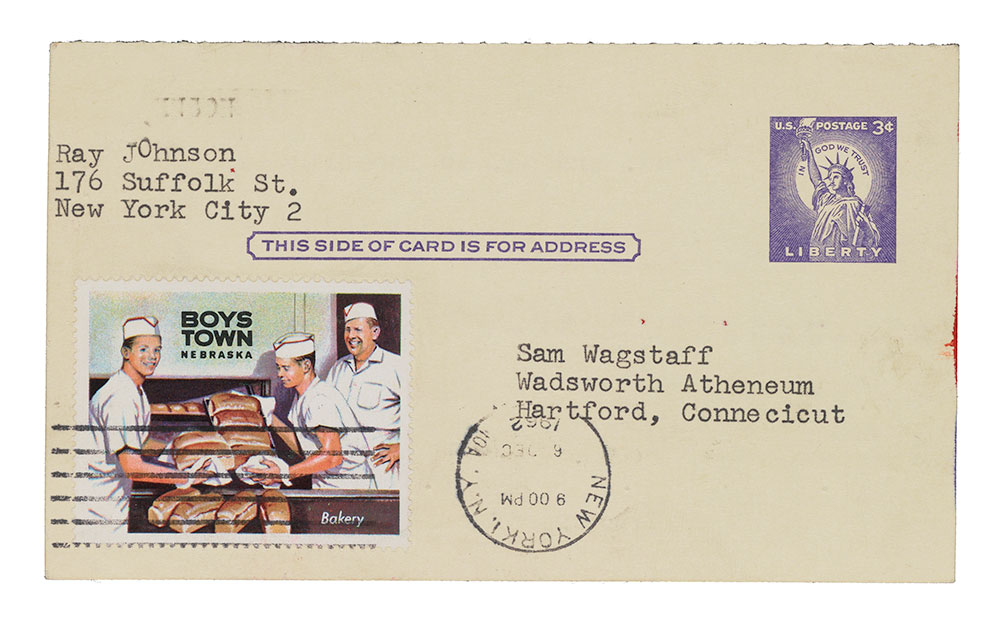 Ray JOhnson
176 Suffolk St.
New York City 2
U.S. POSTAGE 3¢
IN GOD WE TRUST
LIBERTY
THIS SIDE OF CARD IS FOR ADDRESS
BOYS
TOWN
NEBRASKA
Bakery
Sam Wagstaff
Wadsworth Atheneum
Hartford, Connecicut
NEW YORK 1, N.Y.
9 00 PM
6 DEC
1962